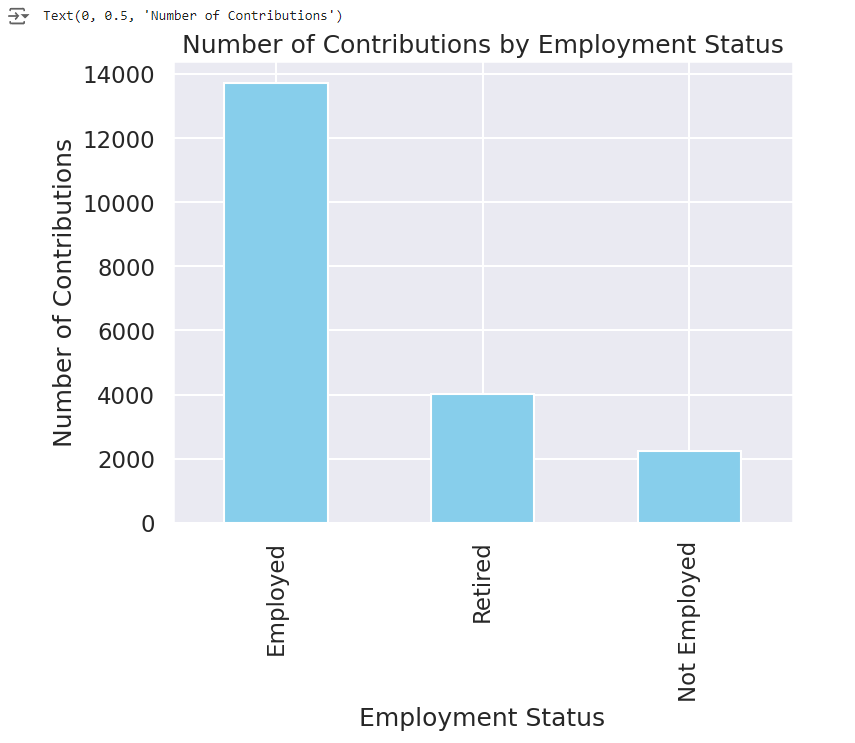 Text(0, 0.5, 'Number of Contributions')
Number of Contributions by Employment Status
14000
12000
10000
8000
6000
4000
2000
0
Number of Contributions
Employed
Retired
Not Employed
Employment Status